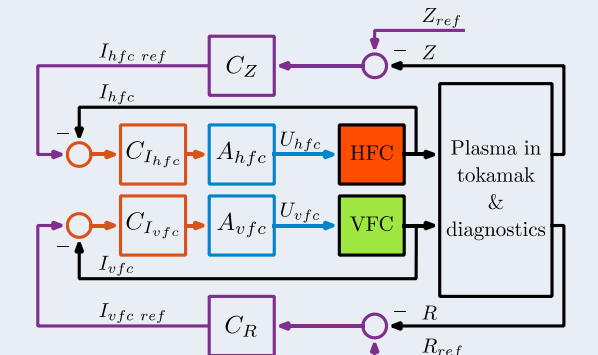 Z_ref
I_hfc ref
C_Z
− Z
I_hfc
−
C_I_hfc A_hfc U_hfc HFC
Plasma in
tokamak
&
diagnostics
C_I_vfc A_vfc U_vfc VFC
−
I_vfc
I_vfc ref
C_R
− R
R_ref